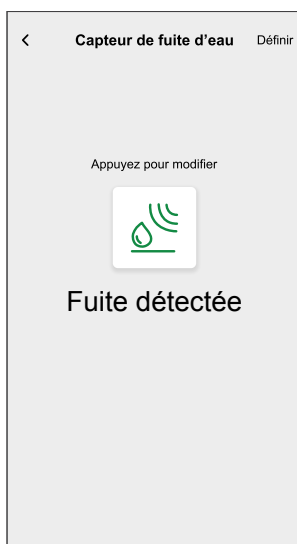 Capteur de fuite d’eau Définir
Appuyez pour modifier
Fuite détectée